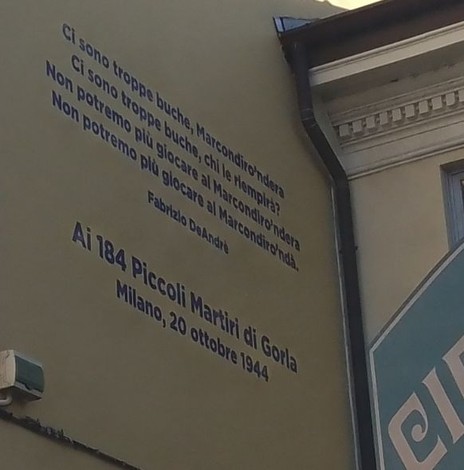 Ci sono troppe buche, Marcondiro'ndera
Ci sono troppe buche, chi le riempirà?
Non potremo più giocare al Marcondiro'ndera
Non potremo più giocare al Marcondiro'ndà.
Fabrizio DeAndrè
Ai 184 Piccoli Martiri di Gorla
Milano, 20 ottobre 1944